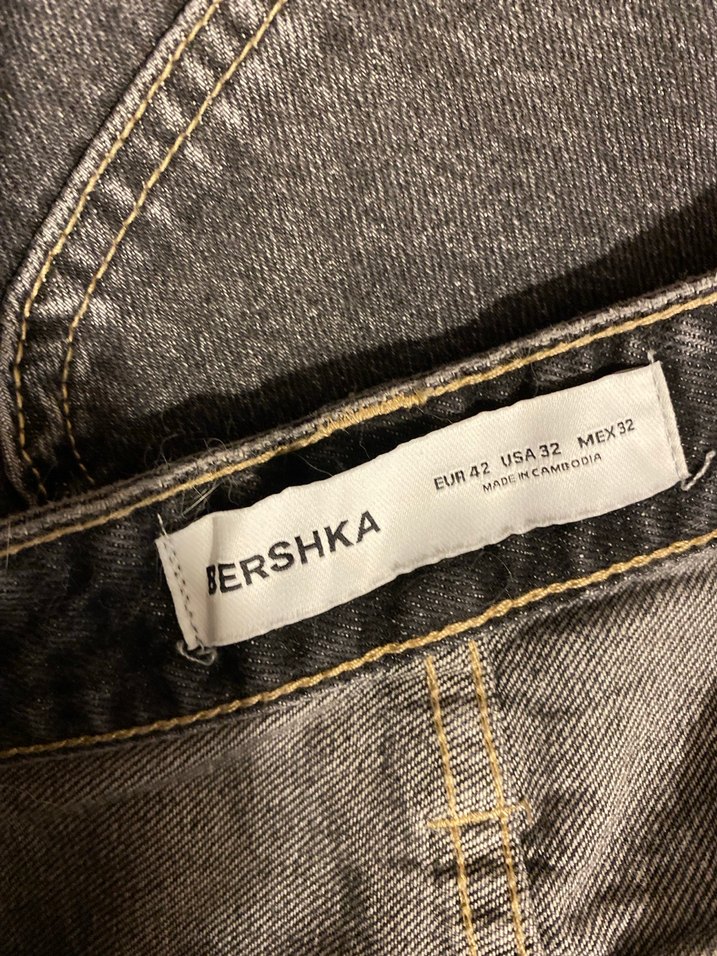 BERSHKA
EUR 42 USA 32 MEX 32
MADE IN CAMBODIA